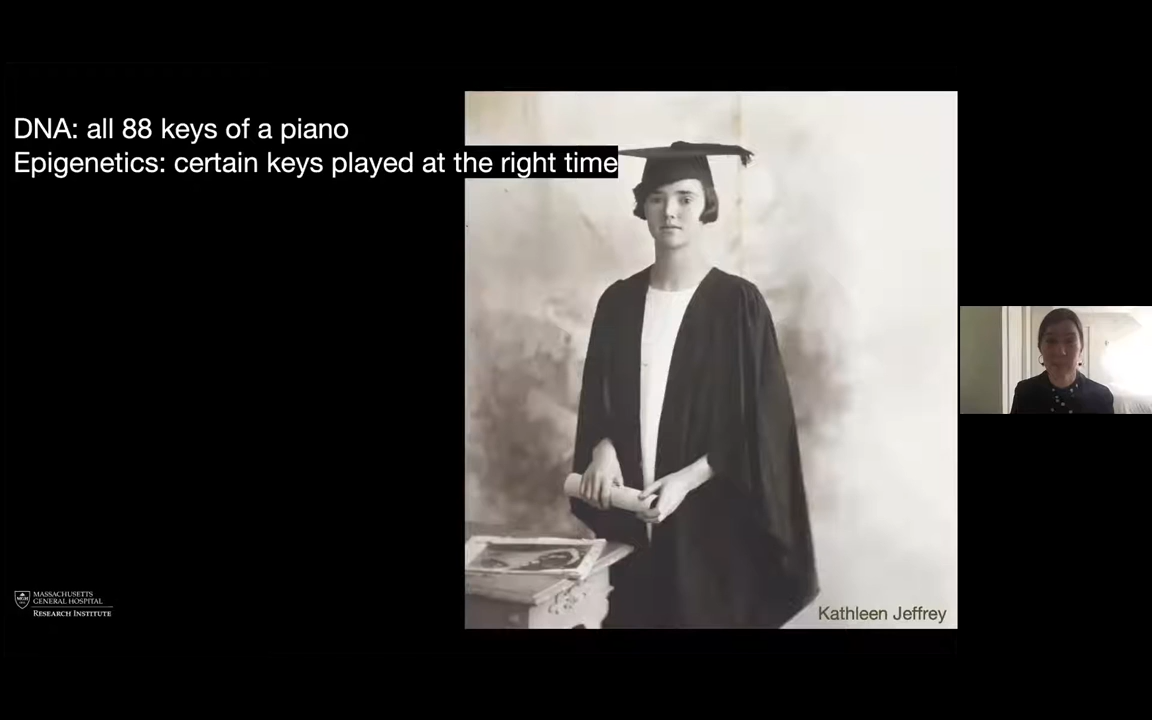 DNA: all 88 keys of a piano
Epigenetics: certain keys played at the right time
Kathleen Jeffrey
MASSACHUSETTS
GENERAL HOSPITAL
RESEARCH INSTITUTE